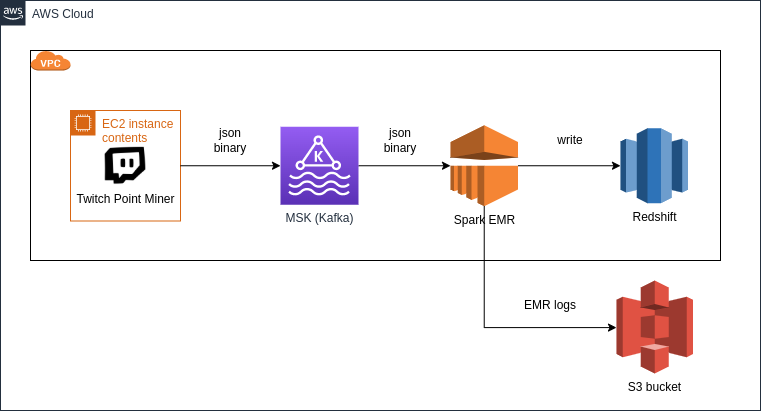 aws
AWS Cloud
VPC
EC2 instance
contents
Twitch Point Miner
json
binary
K
MSK (Kafka)
json
binary
Spark EMR
write
Redshift
EMR logs
S3 bucket